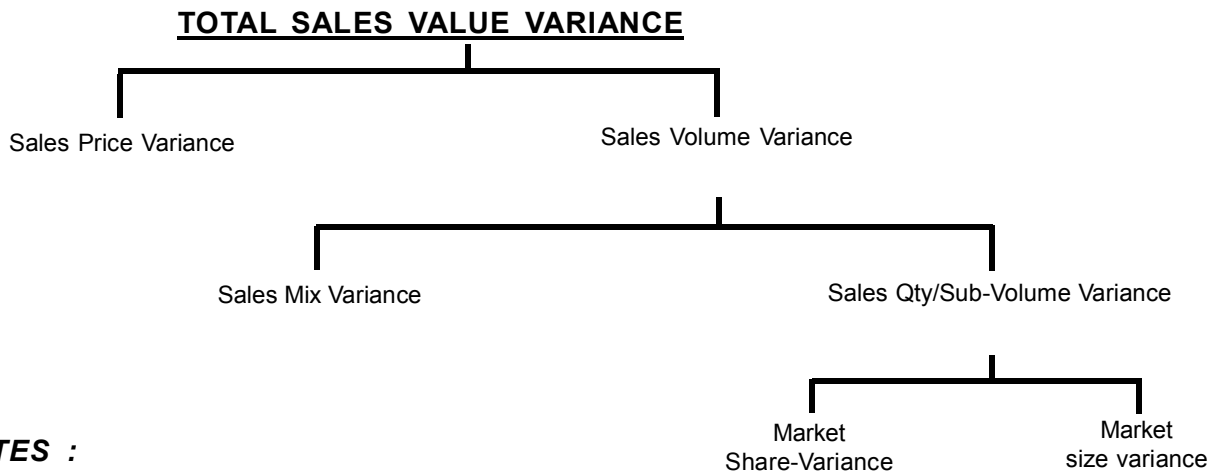 TOTAL SALES VALUE VARIANCE
Sales Price Variance
Sales Volume Variance
Sales Mix Variance
Sales Qty/Sub-Volume Variance
Market
Share-Variance
Market
size variance
TES :